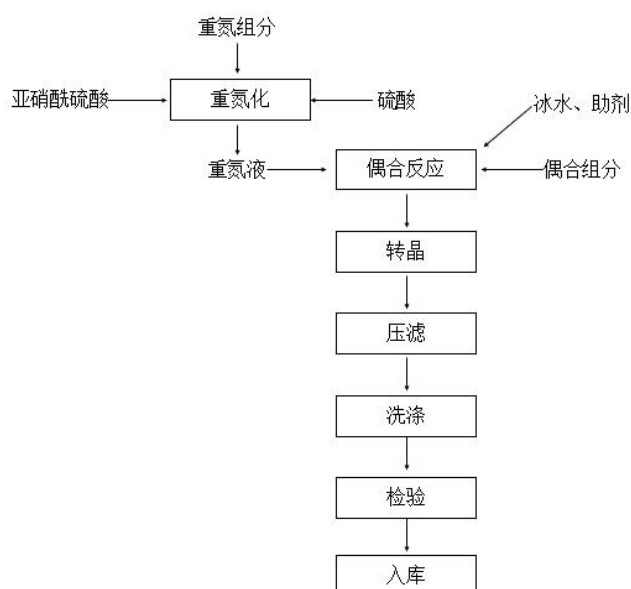 重氮组分
亚硝酰硫酸
重氮化
硫酸
冰水、助剂
重氮液
偶合反应
偶合组分
转晶
压滤
洗涤
检验
入库